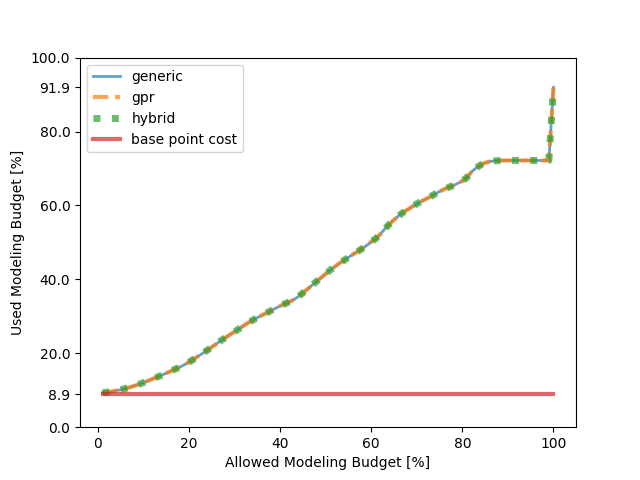 100.0
91.9
80.0
60.0
40.0
20.0
8.9
0.0
Used Modeling Budget [%]
generic
gpr
hybrid
base point cost
0 20 40 60 80 100
Allowed Modeling Budget [%]